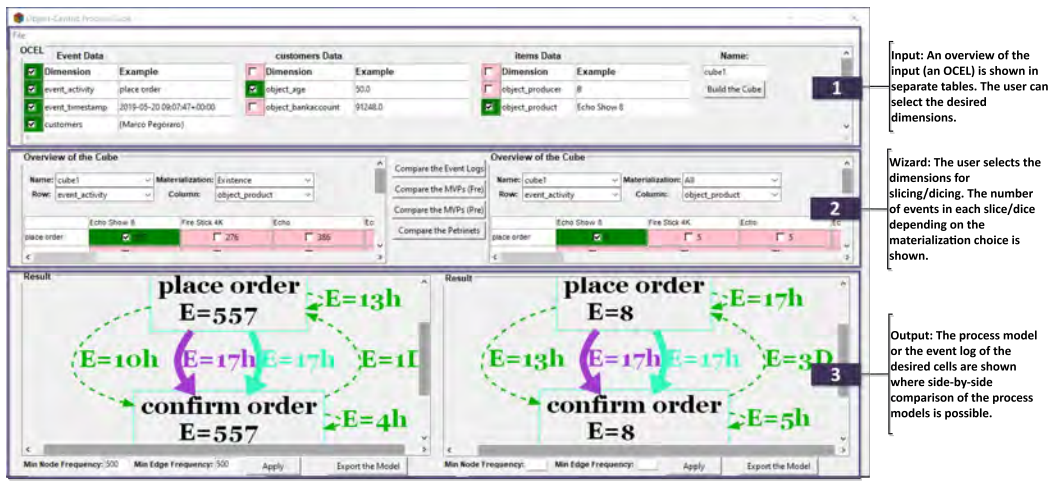 Object-Centric Process Cube
File
OCEL
Event Data
customers Data
items Data
Name:
Dimension Example
Dimension Example
Dimension Example
cube1
event_activity place order
object_age 50.0
object_producer
Build the Cube
event_timestamp 2019-05-20 09:07:47+00:00
object_bankaccount 91248.0
object_product Echo Show 8
customers {Marco Pegoraro}
1
Input: An overview of the
input (an OCEL) is shown in
separate tables. The user can
select the desired
dimensions.
Overview of the Cube
Name: cube1 Materialization: Existence
Row: event_activity Column: object_product
Echo Show 8 Fire Stick 4K Echo Ec
place order 276 386
Compare the Event Logs
Compare the MVPs (Fre)
Compare the MVPs (Pre)
Compare the Petrinets
Overview of the Cube
Name: cube1 Materialization: All
Row: event_activity Column: object_product
Echo Show 8 Fire Stick 4K Echo Ec
place order 5 5
2
Wizard: The user selects the
dimensions for
slicing/dicing. The number
of events in each slice/dice
depending on the
materialization choice is
shown.
Result
place order
E=557
E=13h
E=10h E=17h E=17h E=1D
confirm order
E=557
E=4h
Min Node Frequency: 500 Min Edge Frequency: 500 Apply Export the Model
Result
place order
E=8
E=17h
E=13h E=17h E=17h E=3D
confirm order
E=8
E=5h
Min Node Frequency: Min Edge Frequency: Apply Export the Model
3
Output: The process model
or the event log of the
desired cells are shown
where side-by-side
comparison of the process
models is possible.